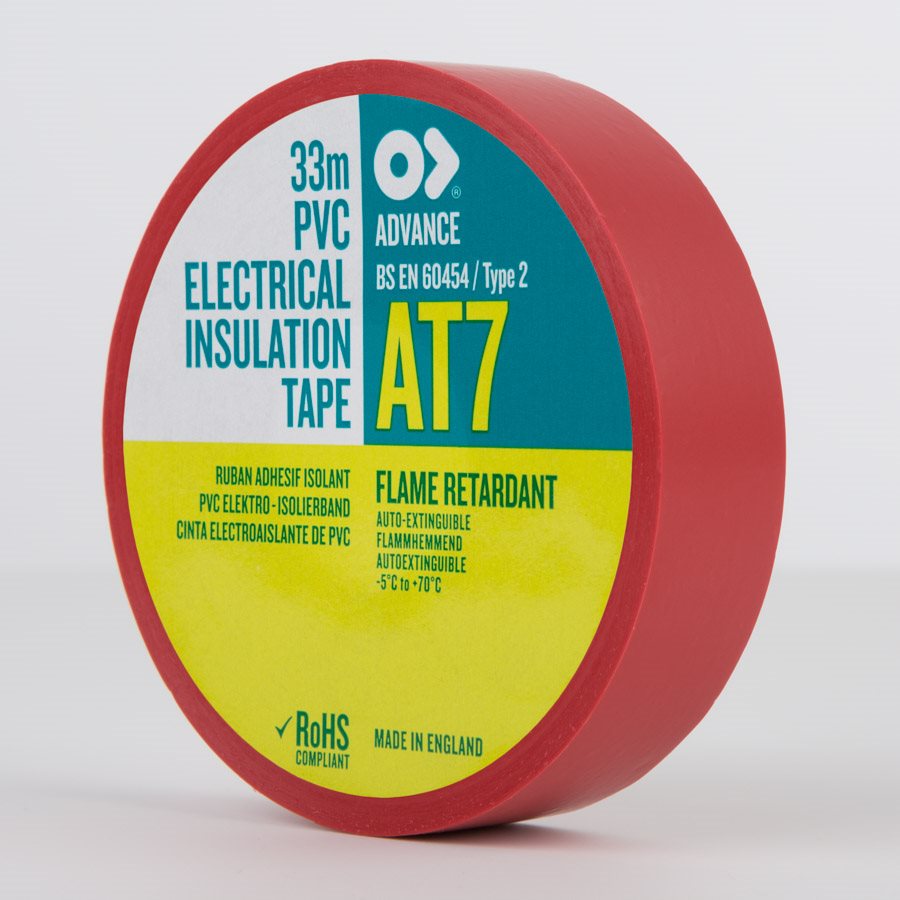 33m
PVC
ELECTRICAL
INSULATION
TAPE
®
ADVANCE
BS EN 60454 / Type 2
AT7
RUBAN ADHESIF ISOLANT
PVC ELEKTRO - ISOLIERBAND
CINTA ELECTROAISLANTE DE PVC
FLAME RETARDANT
AUTO-EXTINGUIBLE
FLAMMHEMMEND
AUTOEXTINGUIBLE
-5°C to +70°C
✓RoHS
COMPLIANT
MADE IN ENGLAND